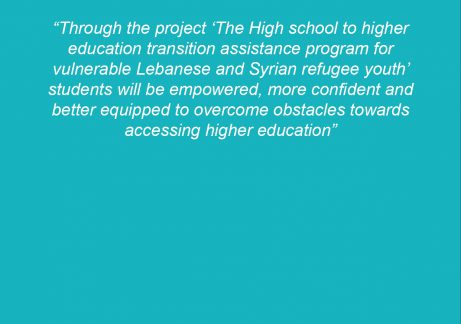 “Through the project ‘The High school to higher
education transition assistance program for
vulnerable Lebanese and Syrian refugee youth’
students will be empowered, more confident and
better equipped to overcome obstacles towards
accessing higher education”